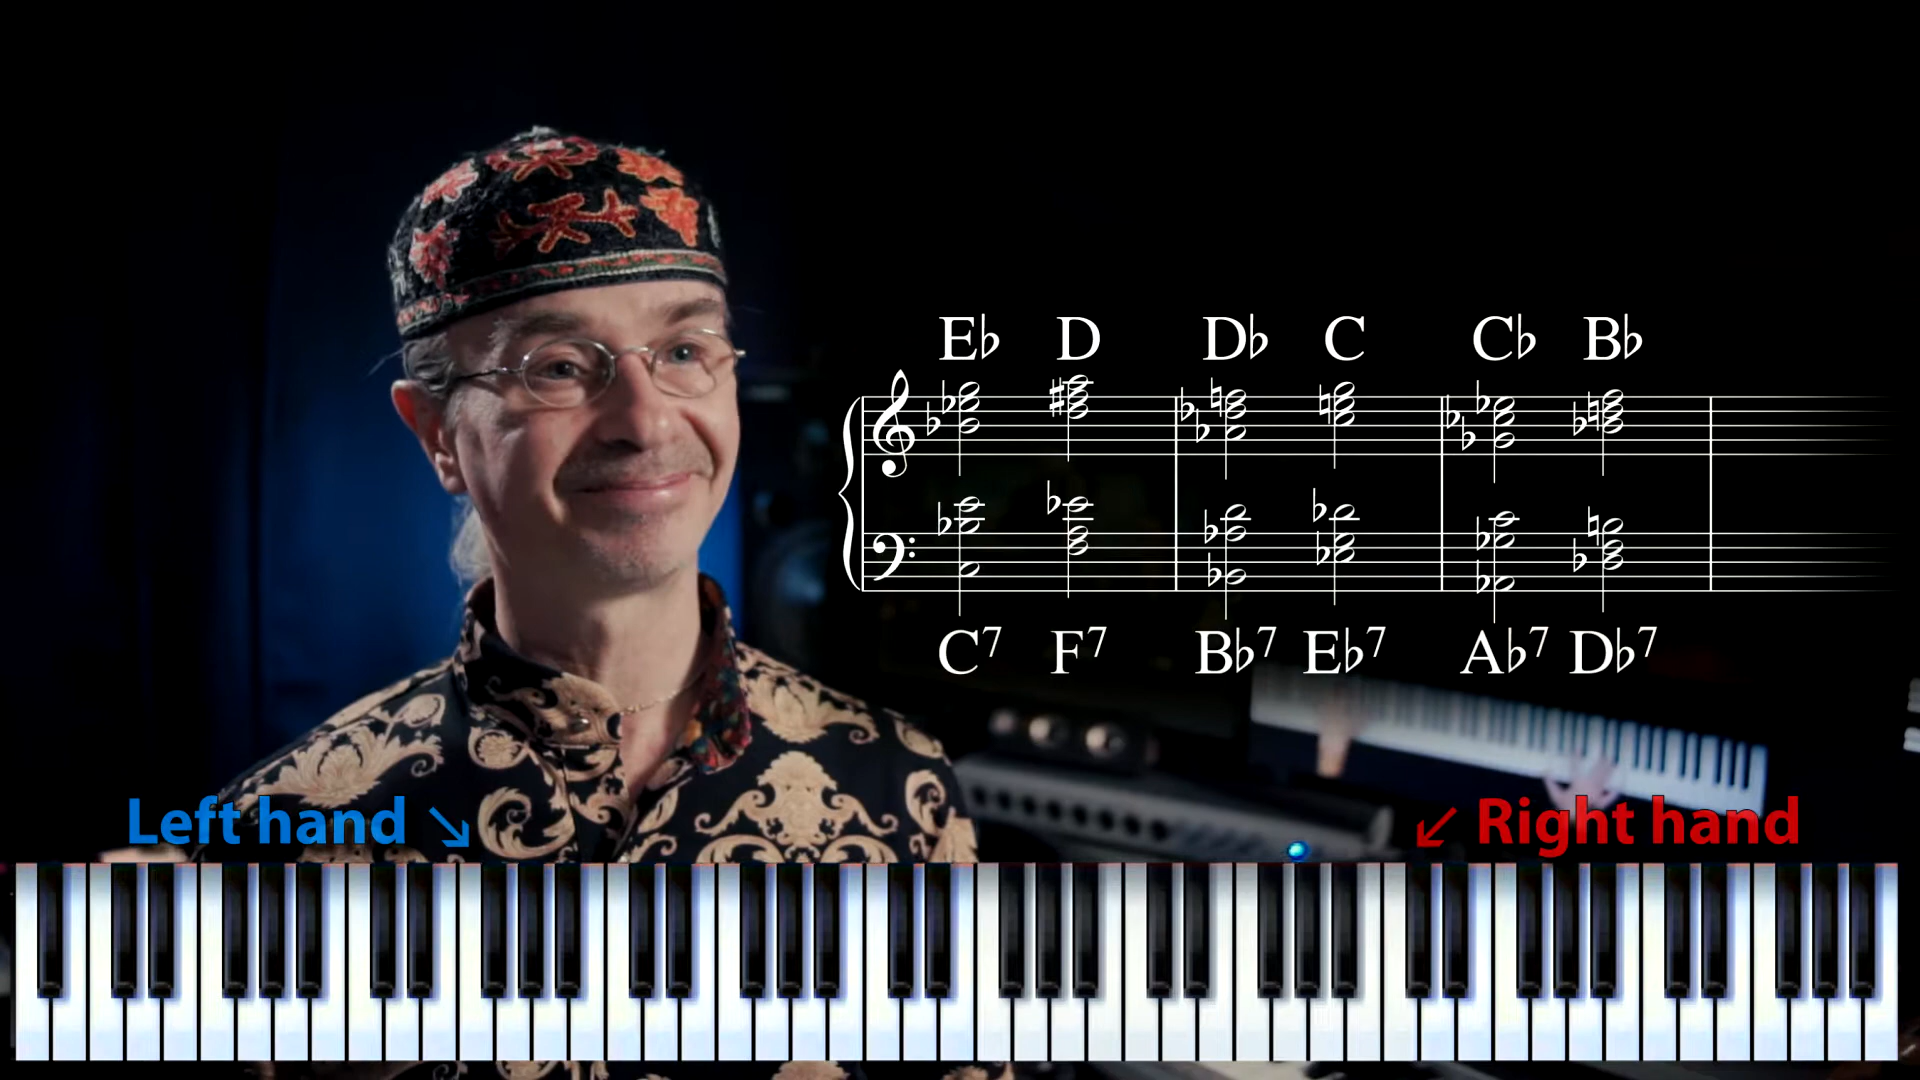 E♭ D D♭ C C♭ B♭
C7 F7 B♭7 E♭7 A♭7 D♭7
Left hand ↘
↙ Right hand